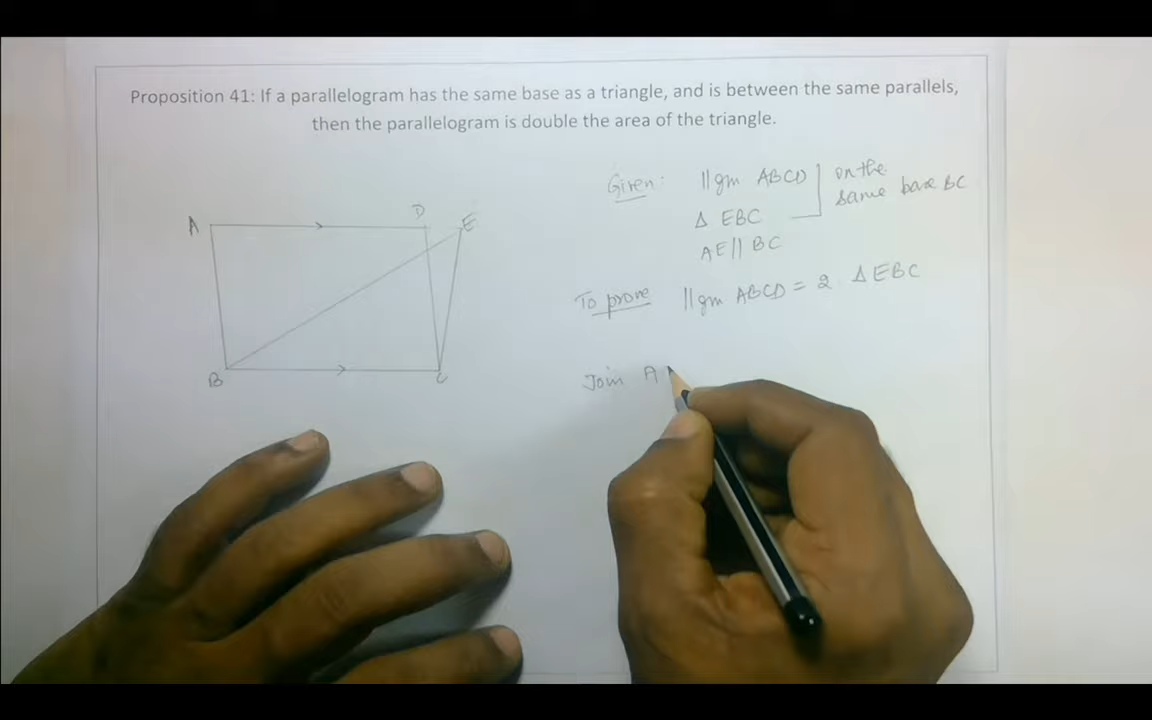 Proposition 41: If a parallelogram has the same base as a triangle, and is between the same parallels,
then the parallelogram is double the area of the triangle.
Given: ||gm ABCD on the
same base BC
Δ EBC
AE || BC
To prove ||gm ABCD = 2 Δ EBC
Join A
A
D
E
B
C